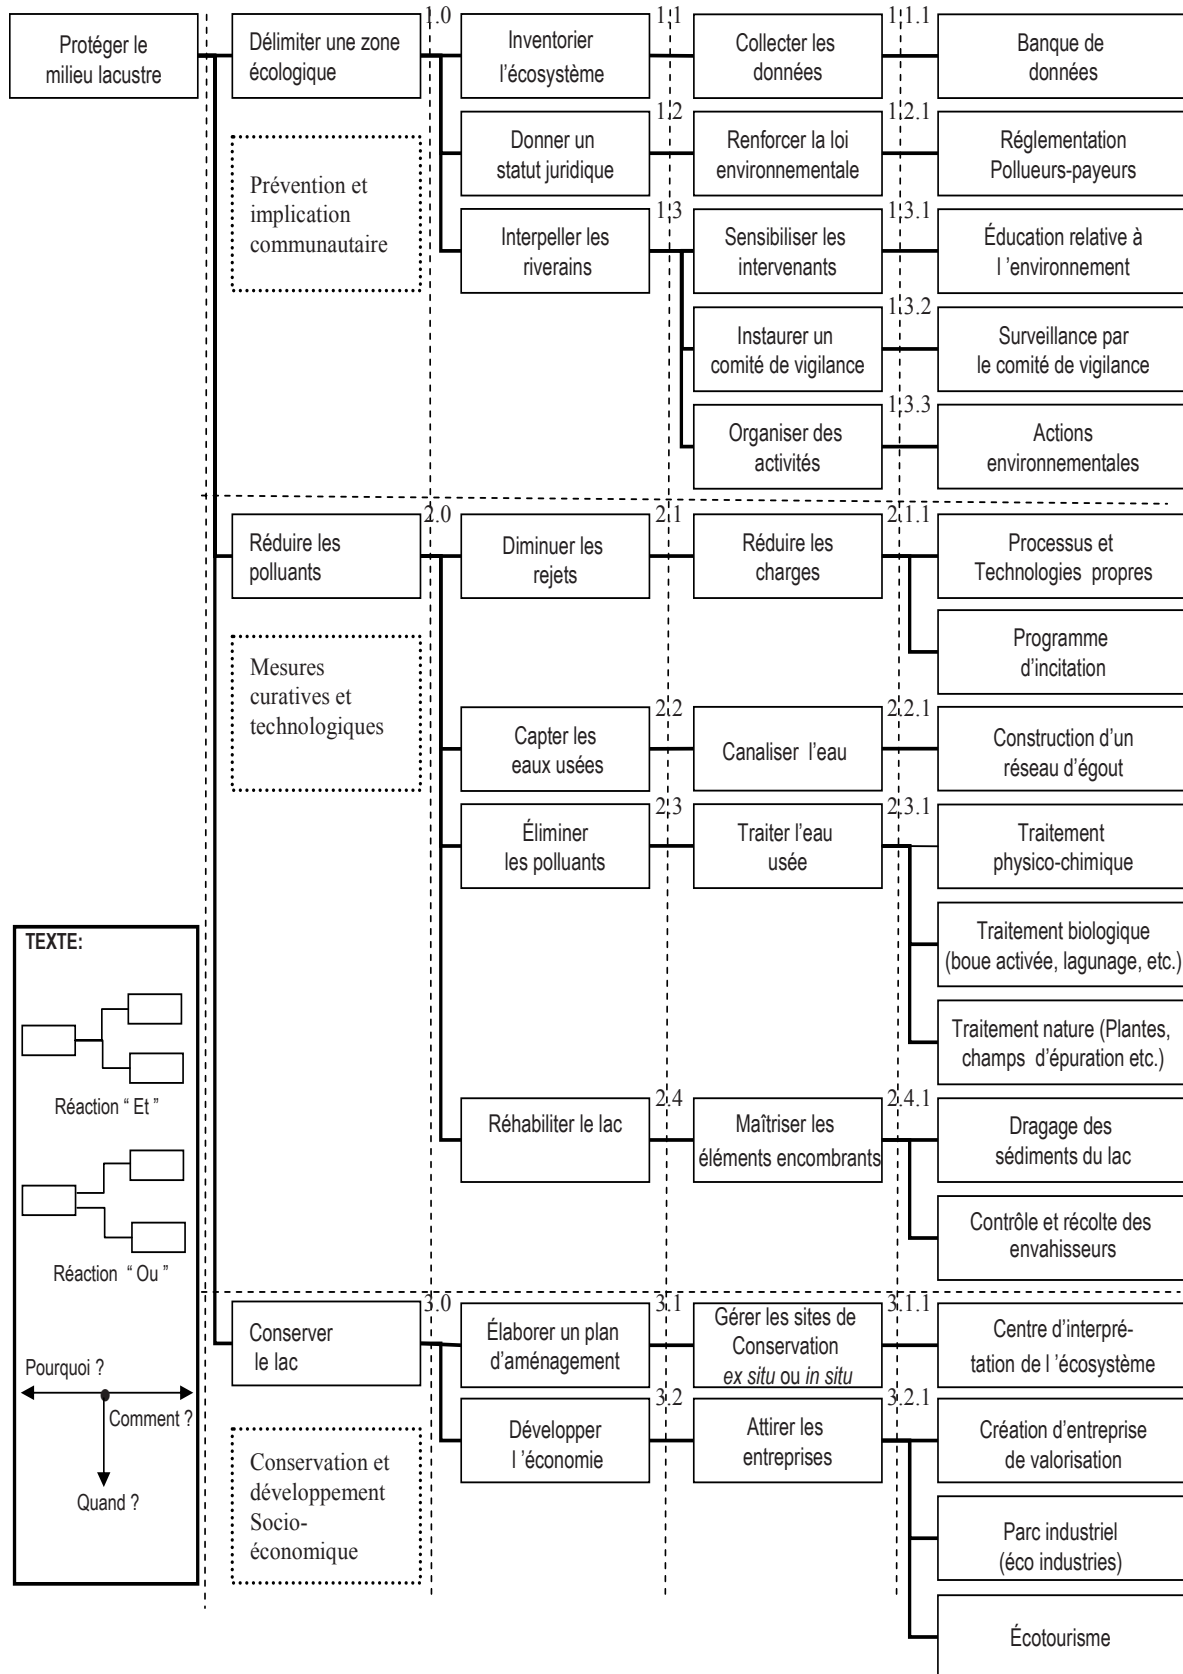 Protéger le
milieu lacustre
Délimiter une zone
écologique
1.0
Inventorier
l'écosystème
1.1
Collecter les
données
1.1.1
Banque de
données
Prévention et
implication
communautaire
Donner un
statut juridique
1.2
Renforcer la loi
environnementale
1.2.1
Réglementation
Pollueurs-payeurs
Interpeller les
riverains
1.3
Sensibiliser les
intervenants
1.3.1
Éducation relative à
l 'environnement
Instaurer un
comité de vigilance
1.3.2
Surveillance par
le comité de vigilance
Organiser des
activités
1.3.3
Actions
environnementales
Réduire les
polluants
2.0
Diminuer les
rejets
2.1
Réduire les
charges
2.1.1
Processus et
Technologies propres
Programme
d'incitation
Mesures
curatives et
technologiques
Capter les
eaux usées
2.2
Canaliser l'eau
2.2.1
Construction d'un
réseau d'égout
Éliminer
les polluants
2.3
Traiter l'eau
usée
2.3.1
Traitement
physico-chimique
Traitement biologique
(boue activée, lagunage, etc.)
Traitement nature (Plantes,
champs d'épuration etc.)
Réhabiliter le lac
2.4
Maîtriser les
éléments encombrants
2.4.1
Dragage des
sédiments du lac
Contrôle et récolte des
envahisseurs
Conserver
le lac
3.0
Élaborer un plan
d'aménagement
3.1
Gérer les sites de
Conservation
ex situ ou in situ
3.1.1
Centre d'interpré-
tation de l 'écosystème
Conservation et
développement
Socio-
économique
Développer
l 'économie
3.2
Attirer les
entreprises
3.2.1
Création d'entreprise
de valorisation
Parc industriel
(éco industries)
Écotourisme
TEXTE:
Réaction " Et "
Réaction " Ou "
Pourquoi ?
Comment ?
Quand ?